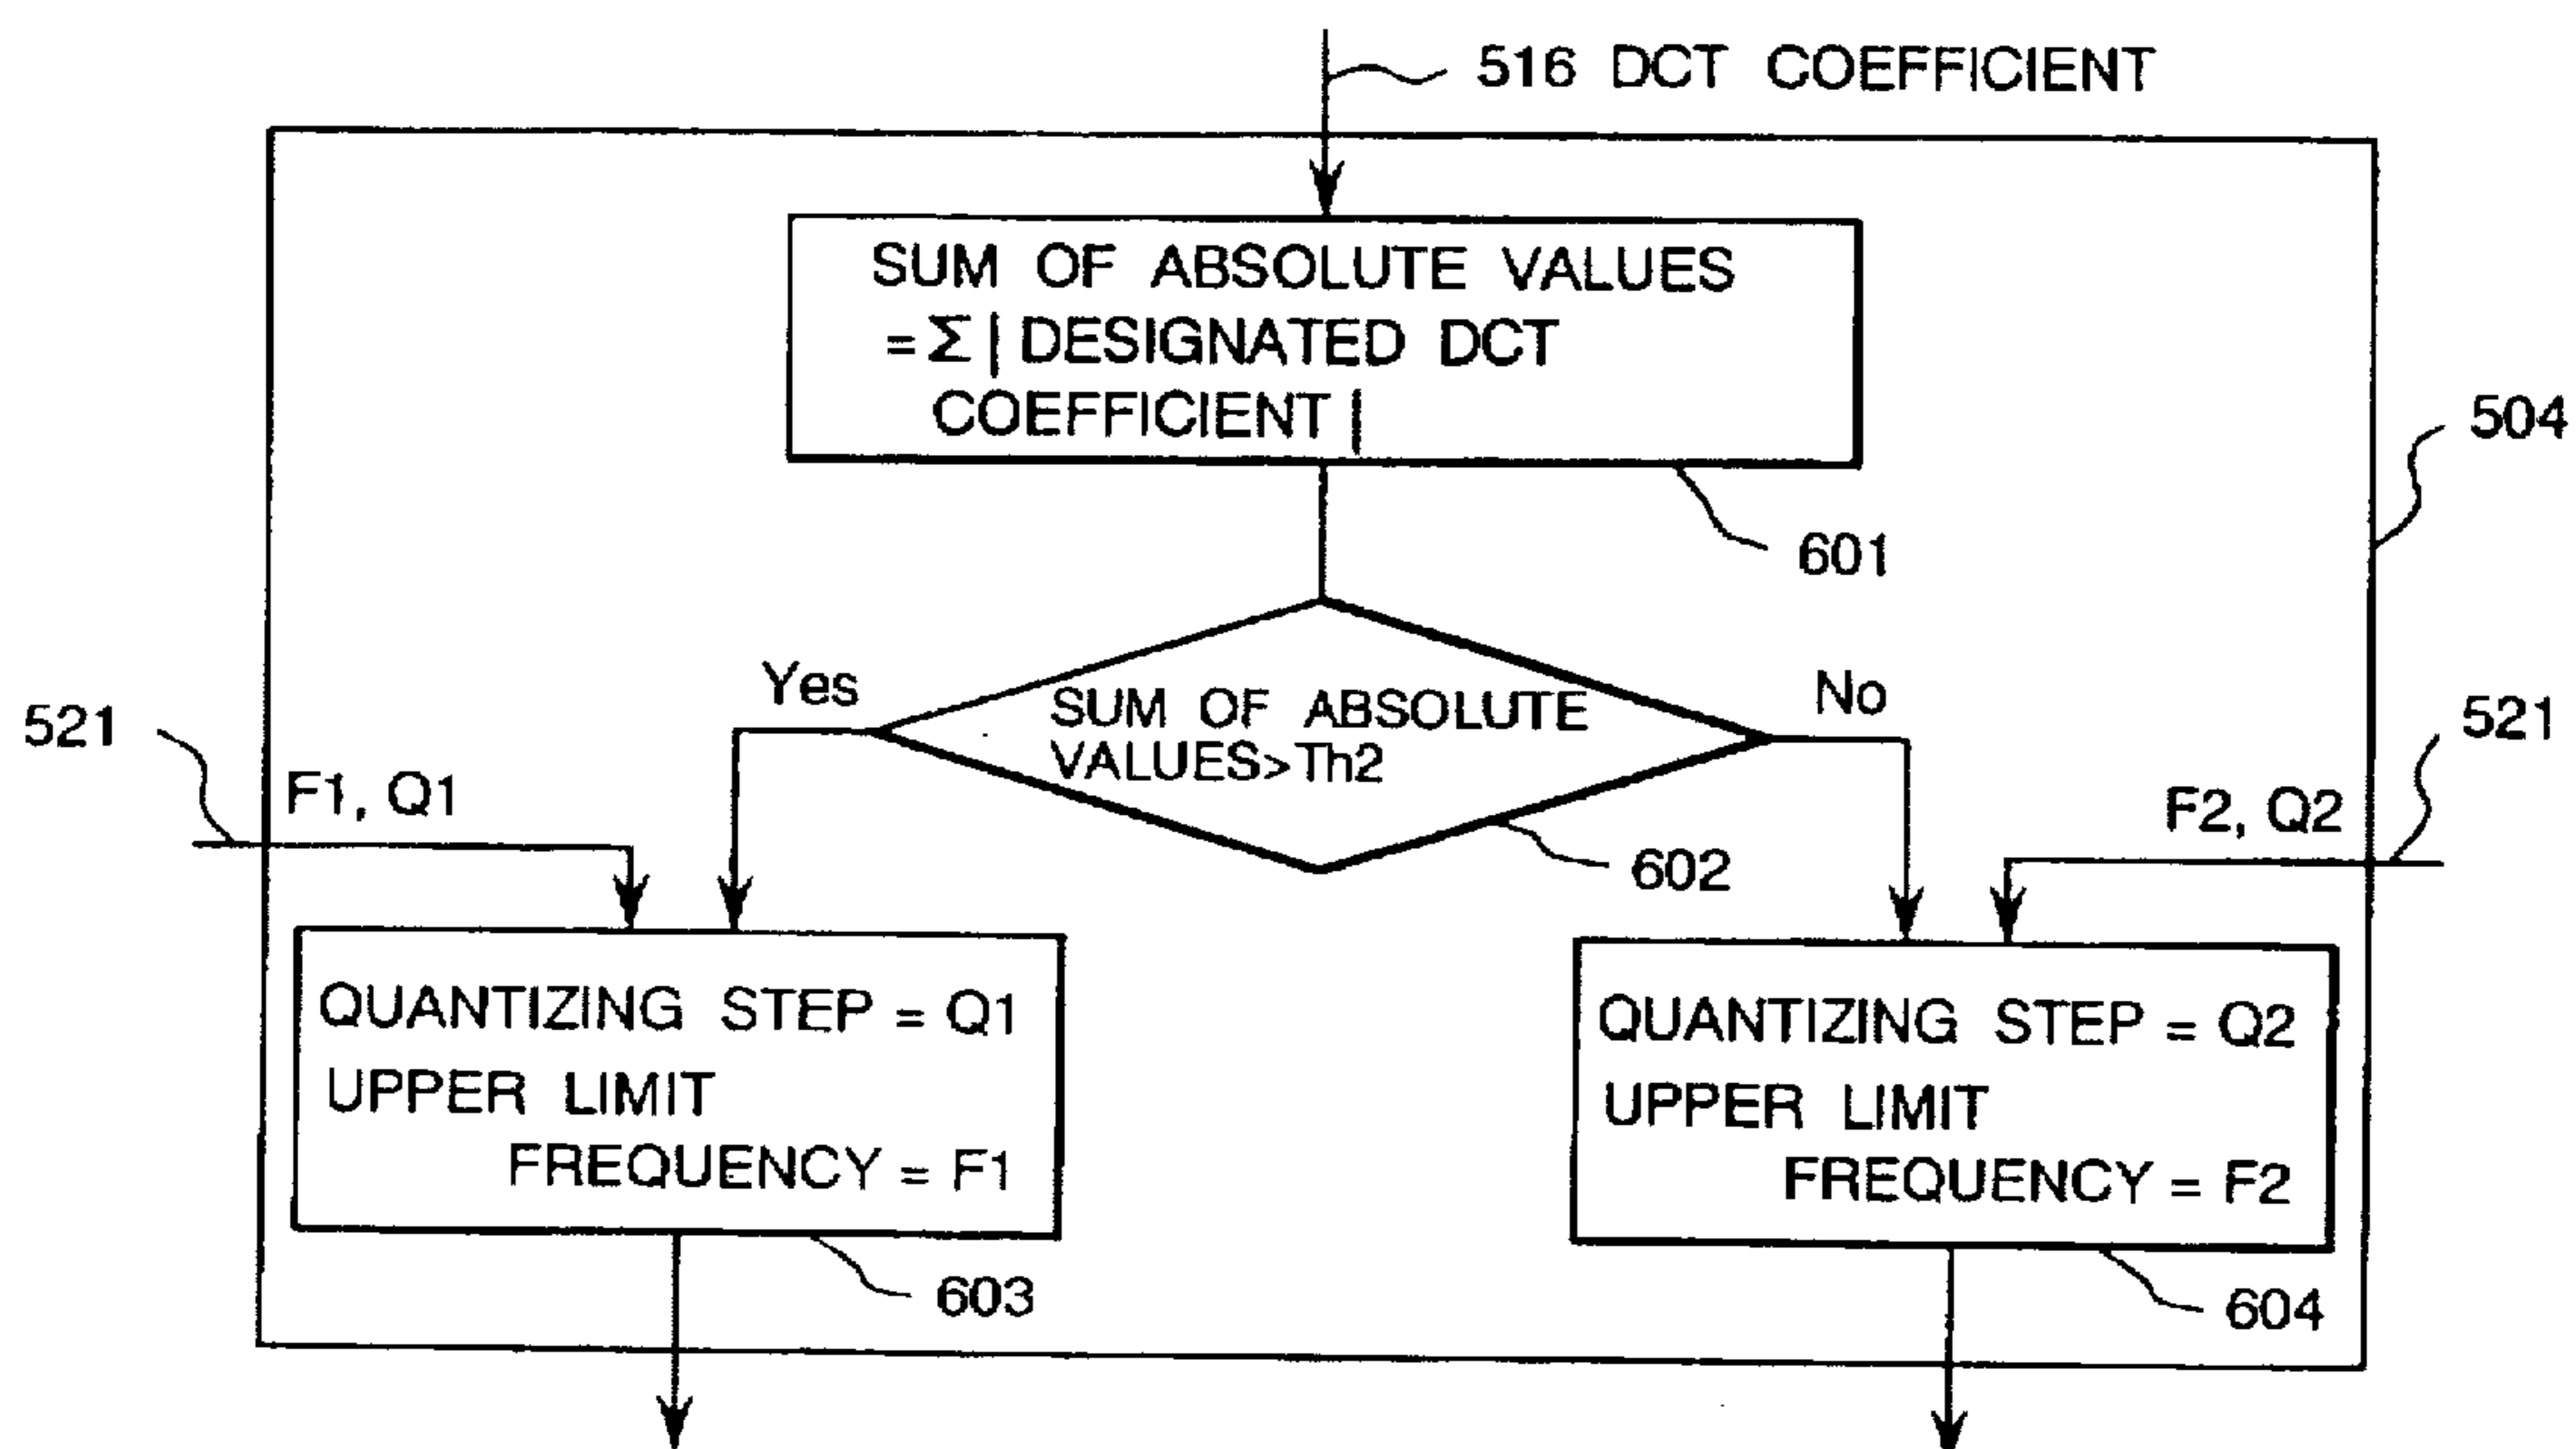 516 DCT COEFFICIENT
SUM OF ABSOLUTE VALUES
=Σ|DESIGNATED DCT
COEFFICIENT|
504
601
Yes
SUM OF ABSOLUTE
VALUES>Th2
No
521
521
F1, Q1
F2, Q2
602
QUANTIZING STEP = Q1
UPPER LIMIT
FREQUENCY = F1
QUANTIZING STEP = Q2
UPPER LIMIT
FREQUENCY = F2
603
604